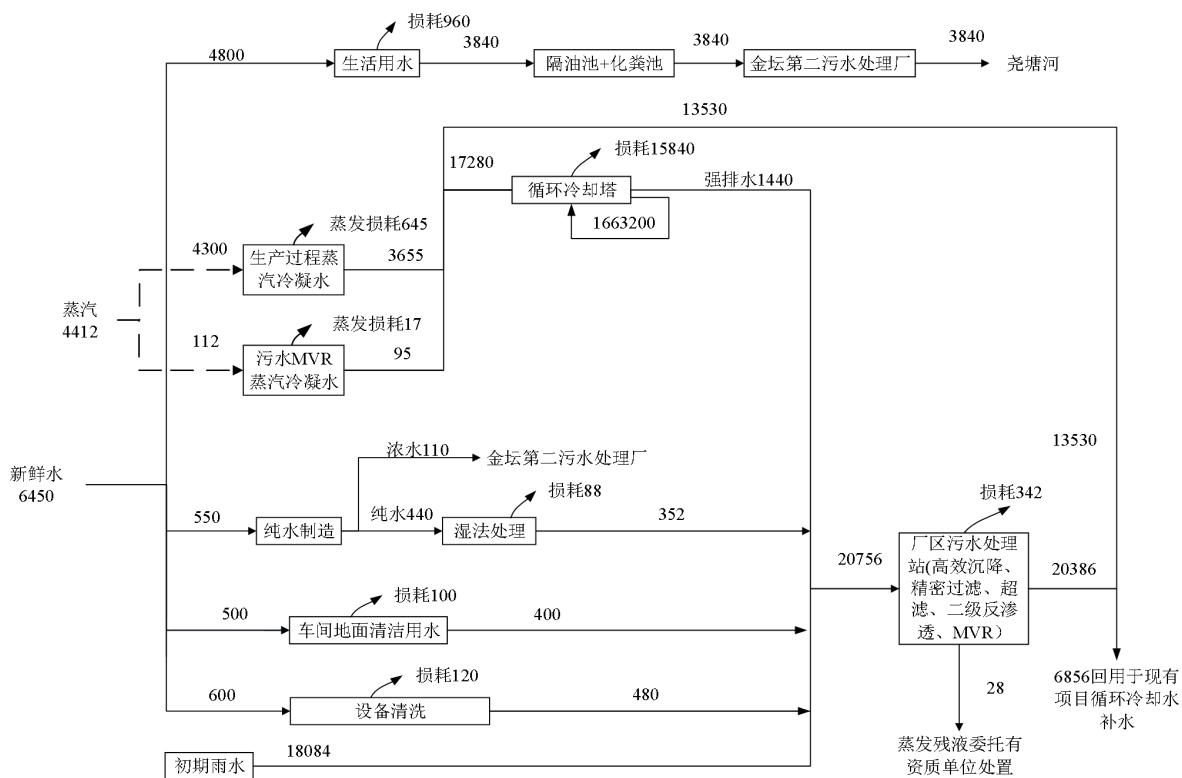 损耗960
4800
3840
3840
3840
生活用水
隔油池+化粪池
金坛第二污水处理厂
尧塘河
13530
损耗15840
17280
循环冷却塔
强排水1440
1663200
蒸发损耗645
4300
生产过程蒸
汽冷凝水
3655
蒸汽
4412
蒸发损耗17
112
污水MVR
蒸汽冷凝水
95
浓水110
金坛第二污水处理厂
13530
新鲜水
6450
损耗88
损耗342
550
纯水制造
纯水440
湿法处理
352
厂区污水处理
站(高效沉降、
精密过滤、超
滤、二级反渗
透、MVR）
20756
20386
损耗100
500
车间地面清洁用水
400
损耗120
600
设备清洗
480
28
6856回用于现有
项目循环冷却水
补水
初期雨水
18084
蒸发残液委托有
资质单位处置